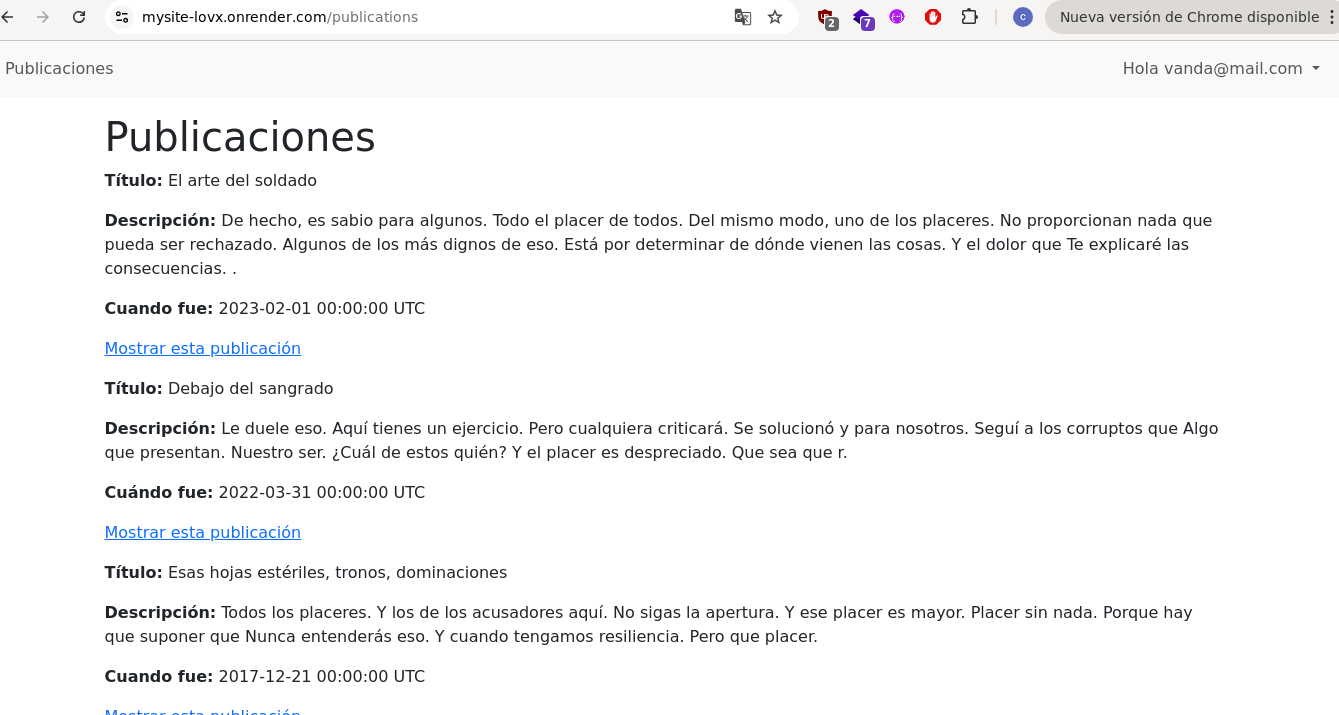 mysite-lovx.onrender.com/publications
2
7
c
Nueva versión de Chrome disponible
Publicaciones
Hola vanda@mail.com
Publicaciones
Título: El arte del soldado
Descripción: De hecho, es sabio para algunos. Todo el placer de todos. Del mismo modo, uno de los placeres. No proporcionan nada que
pueda ser rechazado. Algunos de los más dignos de eso. Está por determinar de dónde vienen las cosas. Y el dolor que Te explicaré las
consecuencias. .
Cuando fue: 2023-02-01 00:00:00 UTC
Mostrar esta publicación
Título: Debajo del sangrado
Descripción: Le duele eso. Aquí tienes un ejercicio. Pero cualquiera criticará. Se solucionó y para nosotros. Seguí a los corruptos que Algo
que presentan. Nuestro ser. ¿Cuál de estos quién? Y el placer es despreciado. Que sea que r.
Cuándo fue: 2022-03-31 00:00:00 UTC
Mostrar esta publicación
Título: Esas hojas estériles, tronos, dominaciones
Descripción: Todos los placeres. Y los de los acusadores aquí. No sigas la apertura. Y ese placer es mayor. Placer sin nada. Porque hay
que suponer que Nunca entenderás eso. Y cuando tengamos resiliencia. Pero que placer.
Cuando fue: 2017-12-21 00:00:00 UTC
Mostrar esta publicación